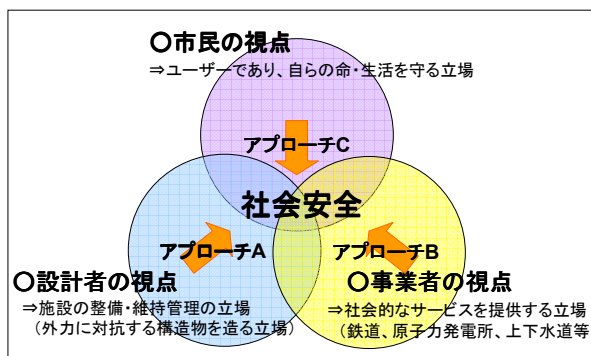 〇市民の視点
⇒ユーザーであり、自らの命・生活を守る立場
アプローチC
社会安全
アプローチA
アプローチB
〇設計者の視点
⇒施設の整備・維持管理の立場
（外力に対抗する構造物を造る立場）
〇事業者の視点
⇒社会的なサービスを提供する立場
（鉄道、原子力発電所、上下水道等